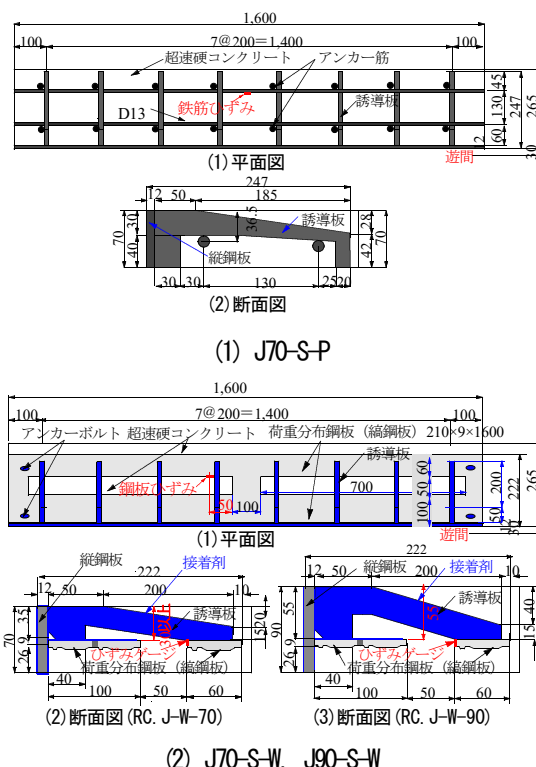 1,600
100 7@200=1,400 100
超速硬コンクリート アンカー筋
鉄筋ひずみ
D13 誘導板
45 130 60 2 247 265 30
(1)平面図 遊間
247
12 50 185
70 30 40 36.5 誘導板 28 42 70
縦鋼板
30 30 130 25 20
(2)断面図
(1) J70-S-P
1,600
100 7@200=1,400 100
アンカーボルト 超速硬コンクリート 荷重分布鋼板(縞鋼板) 210×9×1600
誘導板
鋼板ひずみ 700
50 100
100 50 60 200 50 222 265 12 30
(1)平面図 遊間
222
縦鋼板 接着剤
12 50 200 10
70 35 9 26 誘導板 20 15
ひずみゲージ
荷重分布鋼板(縞鋼板)
40
100 50 60
(2)断面図(RC.J-W-70)
222
縦鋼板 接着剤
12 50 200 10
90 55 9 26 55 誘導板 40 15
ひずみゲージ
荷重分布鋼板(縞鋼板)
40
100 50 60
(3)断面図(RC.J-W-90)
(2) J70-S-W, J90-S-W